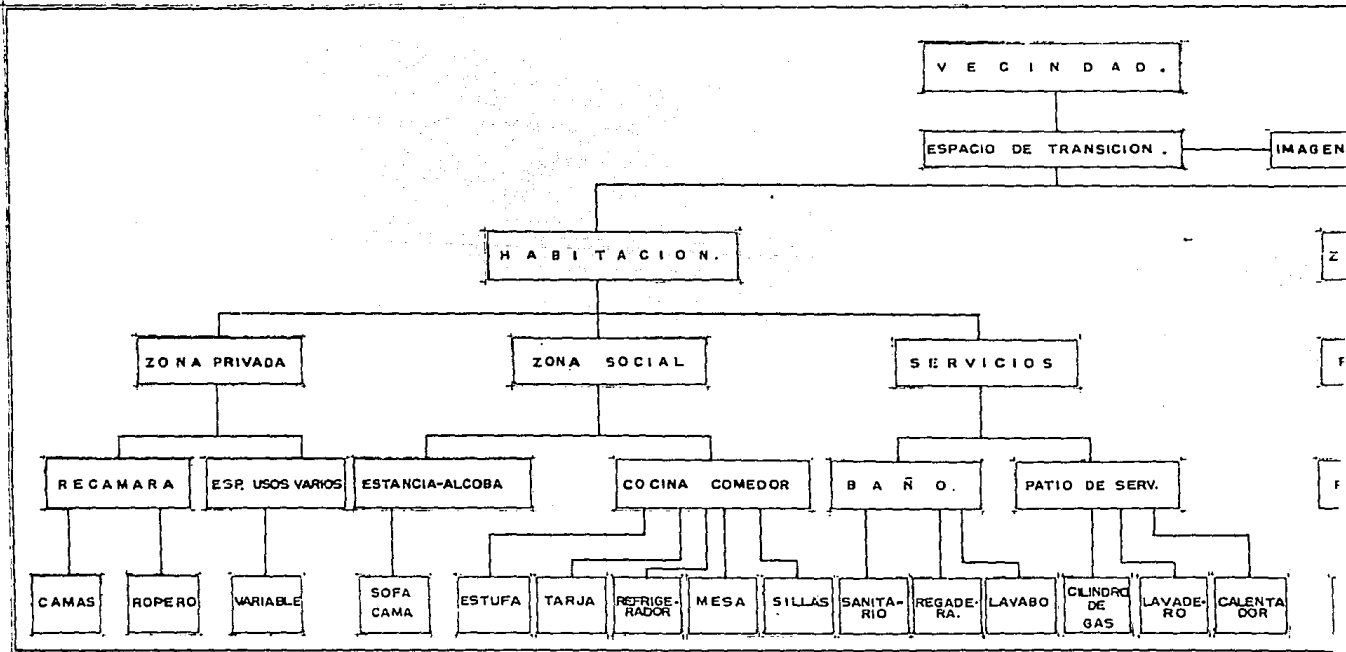 VECINDAD.
ESPACIO DE TRANSICION.
IMAGEN
HABITACION.
Z
ZONA PRIVADA
ZONA SOCIAL
SERVICIOS
RECAMARA
ESP. USOS VARIOS
ESTANCIA-ALCOBA
COCINA COMEDOR
BAÑO.
PATIO DE SERV.
CAMAS
ROPERO
VARIABLE
SOFA
CAMA
ESTUFA
TARJA
REFRIGE-
RADOR
MESA
SILLAS
SANITA-
RIO
REGADE-
RA.
LAVABO
CILINDRO
DE
GAS
LAVADE-
RO
CALENTA
DOR